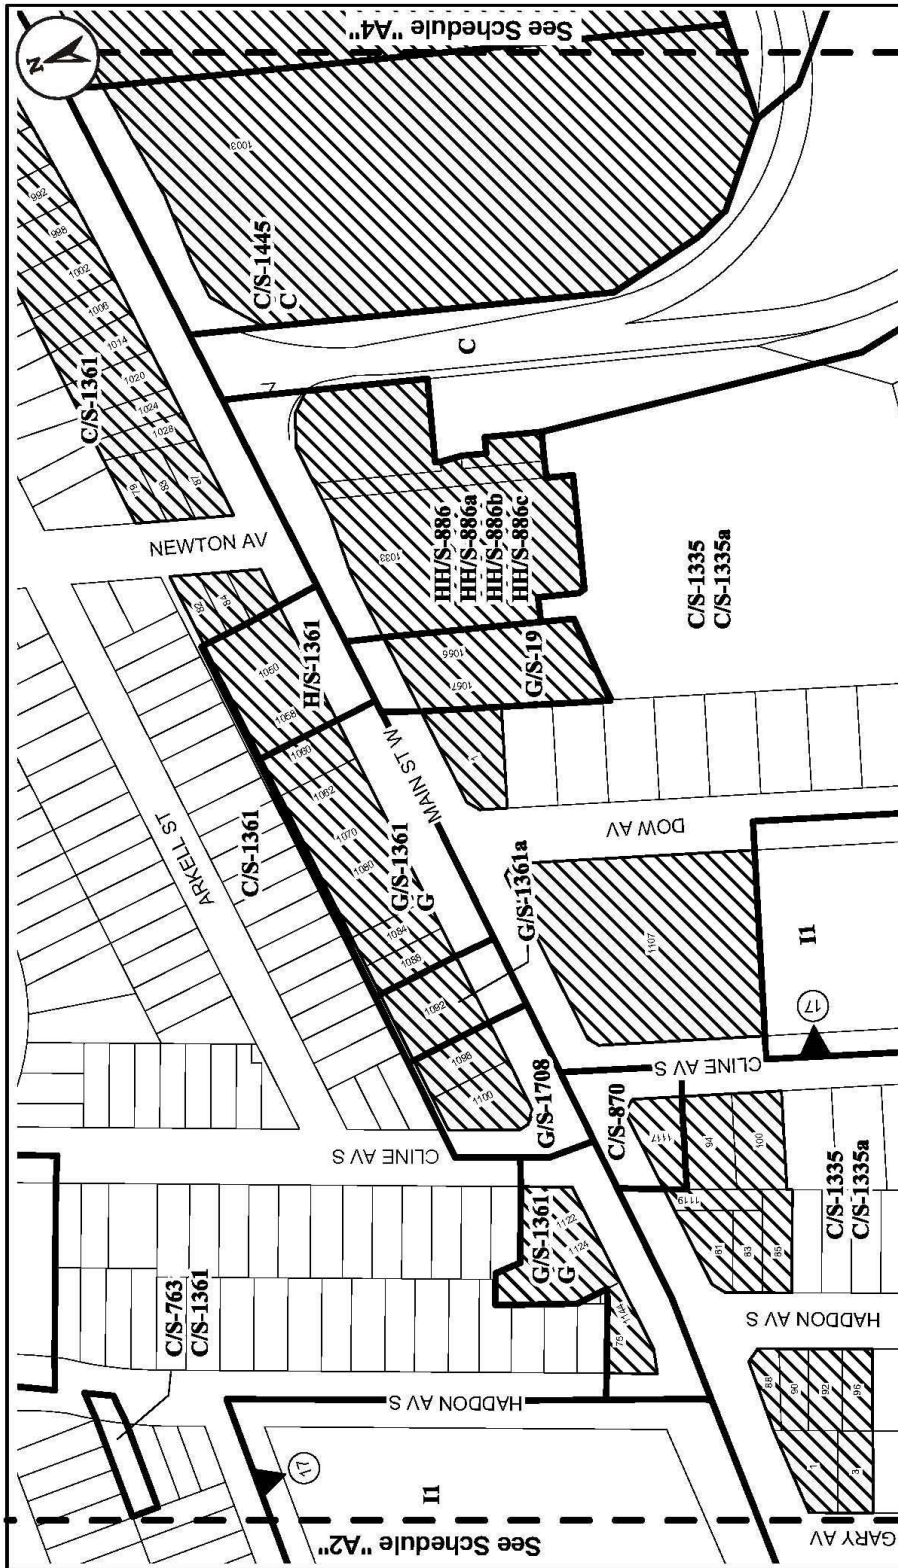 See Schedule "A4"
N
992
998
1002
1006
1014
1020
1024
1028
79
83
87
C/S-1361
1003
C/S-1445
C
C
NEWTON AV
1033
HH/S-886
HH/S-886a
HH/S-886b
HH/S-886c
C/S-1335
C/S-1335a
1055
1057
G/S-19
H/S-1361
1050
1058
82
84
1060
1062
1070
1080
1084
1088
1092
1096
1100
G/S-1361
G
MAIN ST W
ARKELL ST
C/S-1361
G/S-1361a
1
DOW AV
1107
I1
17
CLINE AV S
G/S-1708
C/S-870
1117
94
100
1119
81
83
85
C/S-1335
C/S-1335a
CLINE AV S
G/S-1361
G
1122
1124
1144
75
HADDON AV S
C/S-763
C/S-1361
HADDON AV S
88
90
92
96
1
3
GARY AV
17
I1
See Schedule "A2"